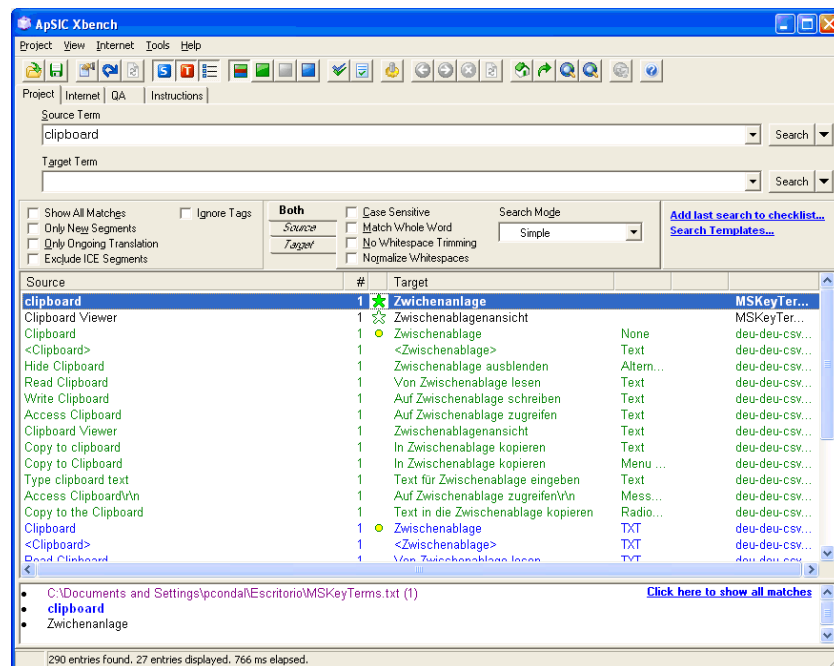 ApSIC Xbench
Project View Internet Tools Help
Project Internet QA Instructions
Source Term
clipboard Search
Target Term
Search
Show All Matches Ignore Tags Both Case Sensitive Search Mode
Only New Segments Source Match Whole Word Simple Add last search to checklist...
Only Ongoing Translation Target No Whitespace Trimming Search Templates...
Exclude ICE Segments Normalize Whitespaces
Source # Target
clipboard 1 Zwichenanlage MSKeyTer...
Clipboard Viewer 1 Zwischenablagenansicht MSKeyTer...
Clipboard 1 Zwischenablage None deu-deu-csv...
<Clipboard> 1 <Zwischenablage> Text deu-deu-csv...
Hide Clipboard 1 Zwischenablage ausblenden Altern... deu-deu-csv...
Read Clipboard 1 Von Zwischenablage lesen Text deu-deu-csv...
Write Clipboard 1 Auf Zwischenablage schreiben Text deu-deu-csv...
Access Clipboard 1 Auf Zwischenablage zugreifen Text deu-deu-csv...
Clipboard Viewer 1 Zwischenablagenansicht Text deu-deu-csv...
Copy to clipboard 1 In Zwischenablage kopieren Text deu-deu-csv...
Copy to Clipboard 1 In Zwischenablage kopieren Menu ... deu-deu-csv...
Type clipboard text 1 Text für Zwischenablage eingeben Text deu-deu-csv...
Access Clipboard\r\n 1 Auf Zwischenablage zugreifen\r\n Mess... deu-deu-csv...
Copy to the Clipboard 1 Text in die Zwischenablage kopieren Radio... deu-deu-csv...
Clipboard 1 Zwischenablage TXT deu-deu-csv...
<Clipboard> 1 <Zwischenablage> TXT deu-deu-csv...
Read Clipboard 1 Von Zwischenablage lesen TXT deu-deu-csv...
C:\Documents and Settings\pcondal\Escritorio\MSKeyTerms.txt (1) Click here to show all matches
clipboard
Zwichenanlage
290 entries found. 27 entries displayed. 766 ms elapsed.